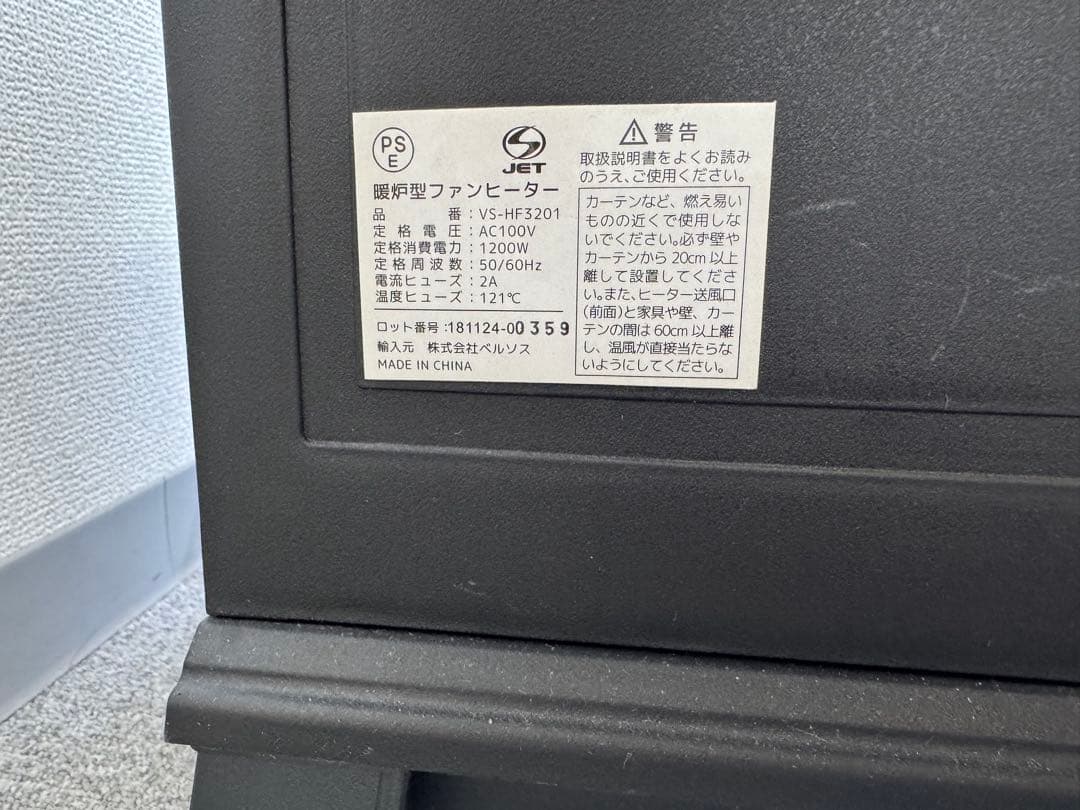 PS
E
JET
暖炉型ファンヒーター
品番：VS-HF3201
定格電圧：AC100V
定格消費電力：1200W
定格周波数：50/60Hz
電流ヒューズ：2A
温度ヒューズ：121℃
ロット番号：181124-00359
輸入元 株式会社ベルソス
MADE IN CHINA
警告
取扱説明書をよくお読み
のうえ、ご使用ください。
カーテンなど、燃え易い
ものの近くで使用しな
いでください。必ず壁や
カーテンから20cm以上
離して設置してくださ
い。また、ヒーター送風口
(前面)と家具や壁、カー
テンの間は60cm以上離
し、温風が直接当たらな
いようにしてください。